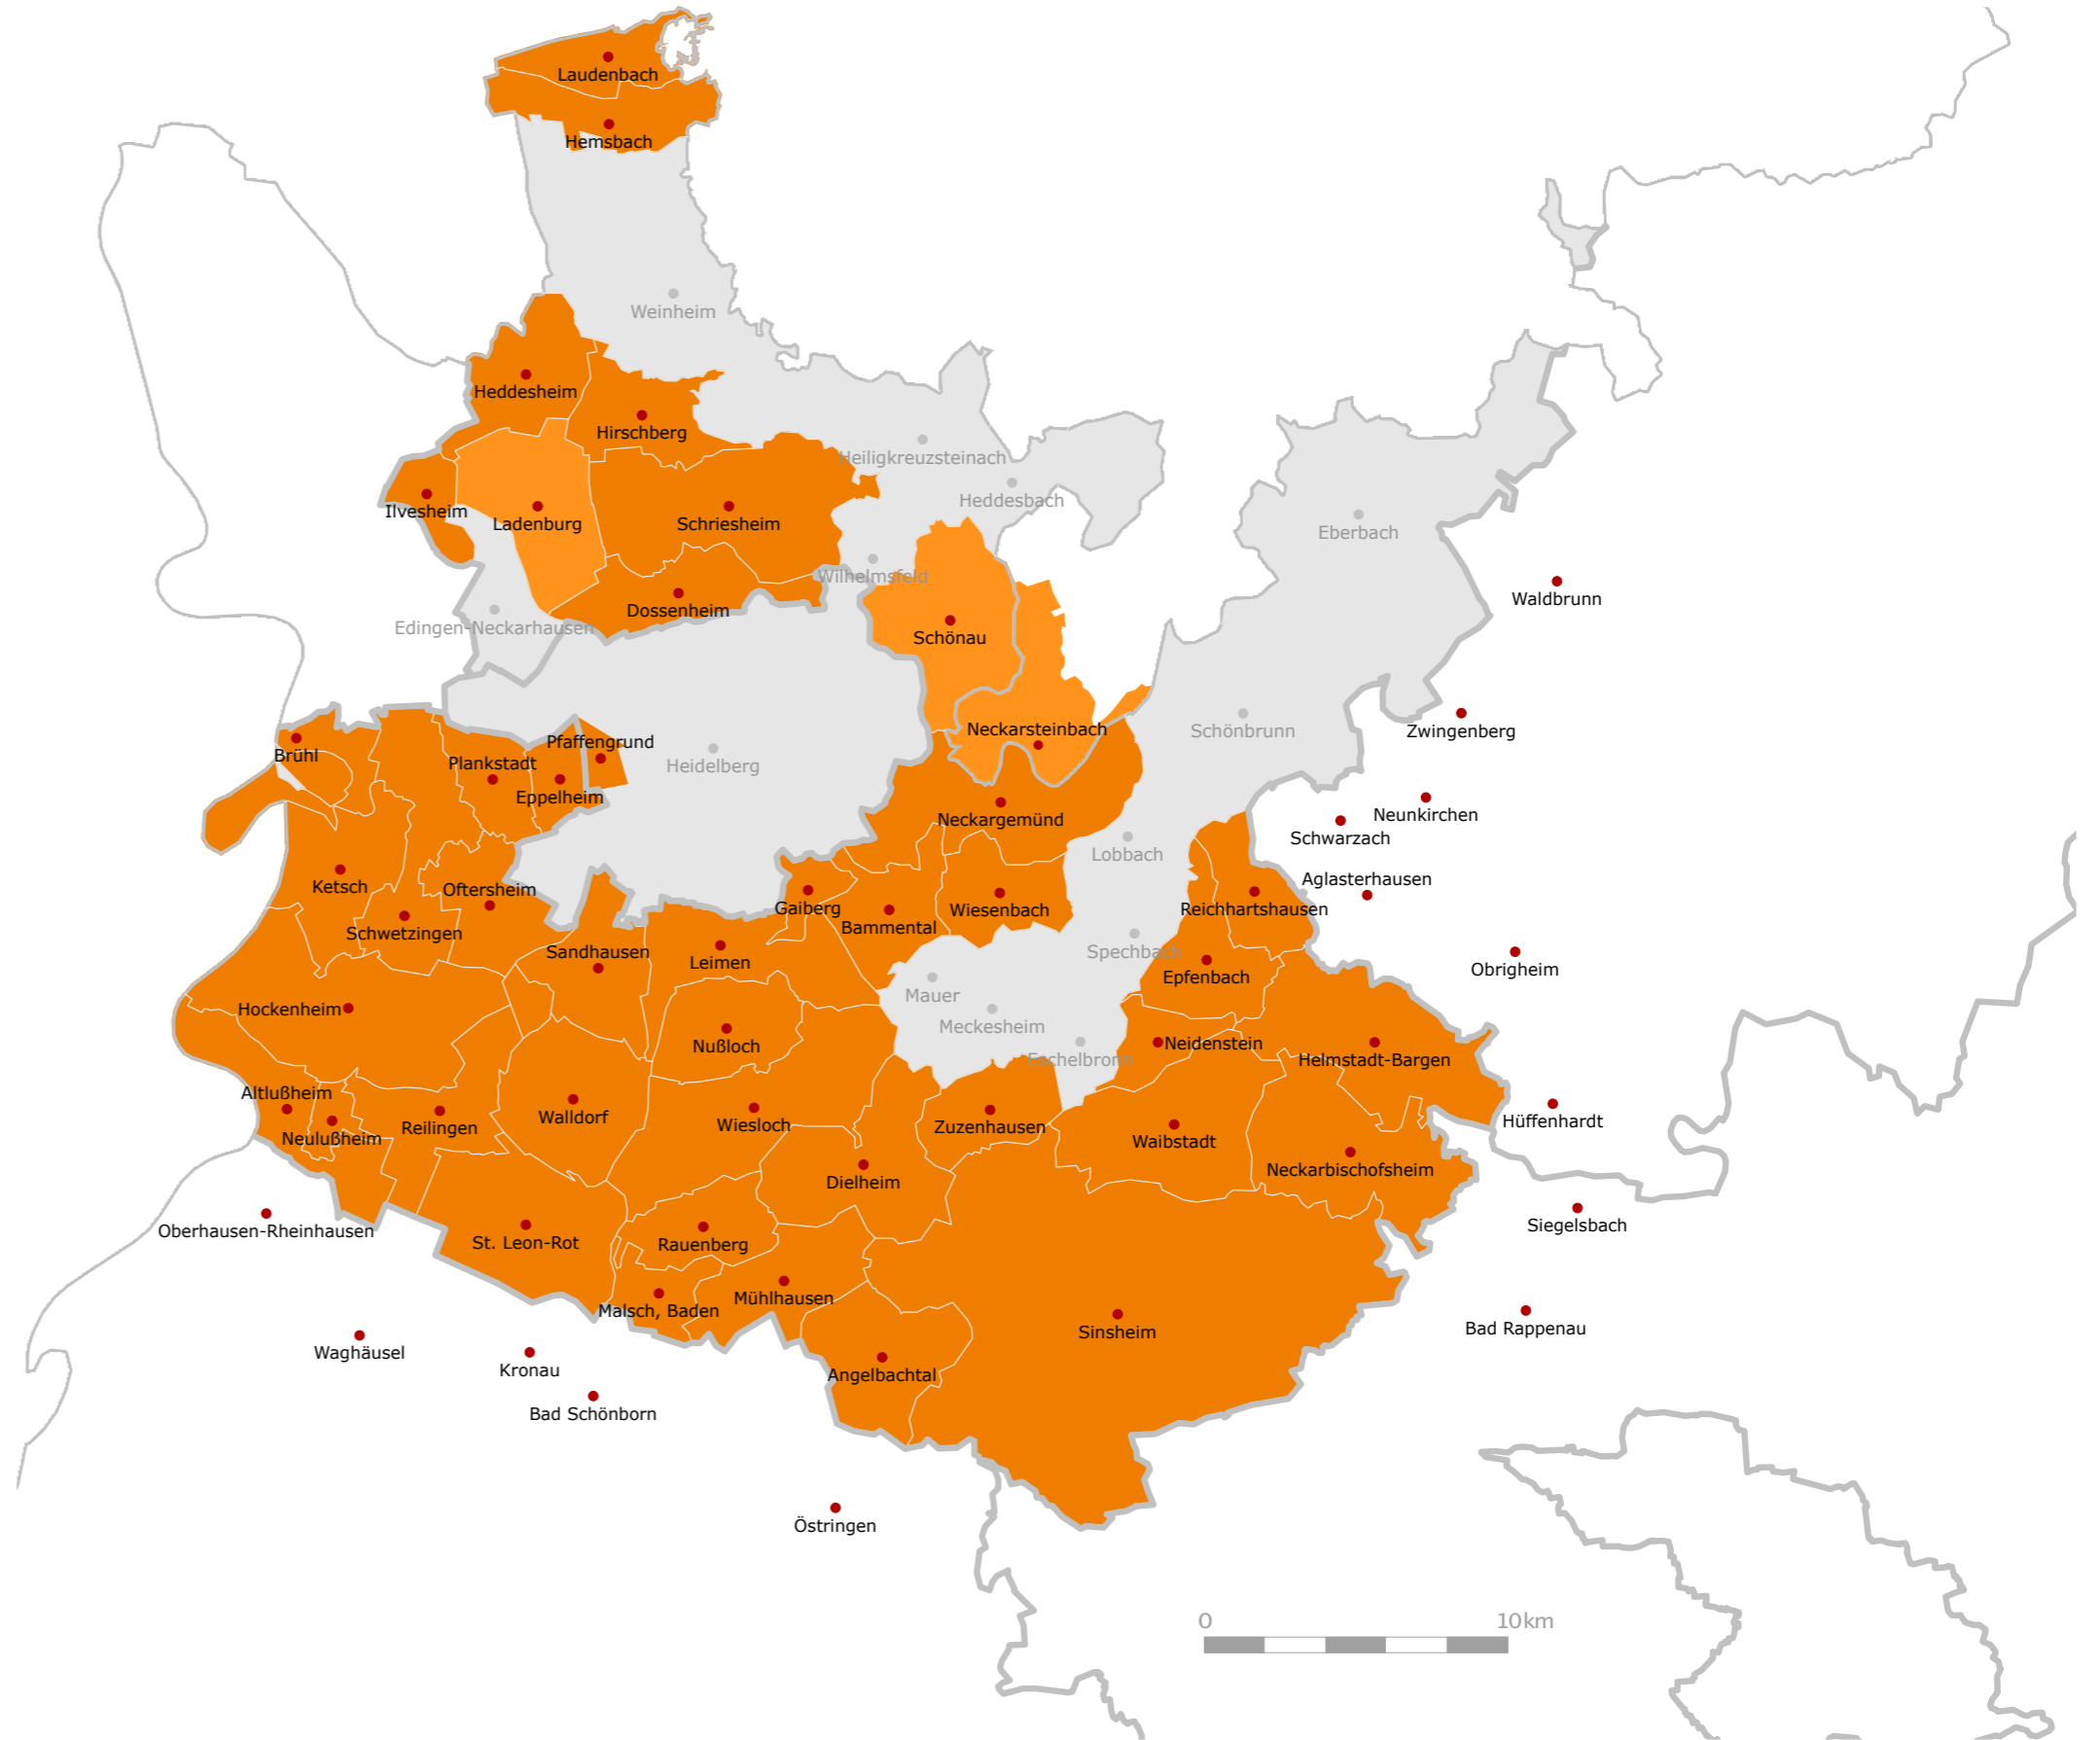 Laudenbach
Hemsbach
Weinheim
Heddesheim
Hirschberg
Heiligkreuzsteinach
Heddesbach
Ilvesheim
Ladenburg
Schriesheim
Eberbach
Wilhelmsfeld
Waldbrunn
Dossenheim
Edingen-Neckarhausen
Schönau
Neckarsteinbach
Schönbrunn
Zwingenberg
Pfaffengrund
Brühl
Plankstadt
Heidelberg
Eppelheim
Neckargemünd
Neunkirchen
Schwarzach
Lobbach
Aglasterhausen
Ketsch
Oftersheim
Gaiberg
Wiesenbach
Reichhartshausen
Bammental
Schwetzingen
Sandhausen
Spechbach
Leimen
Obrigheim
Epfenbach
Mauer
Hockenheim
Meckesheim
Nußloch
Neidenstein
Eschelbronn
Helmstadt-Bargen
Altlußheim
Walldorf
Hüffenhardt
Wiesloch
Zuzenhausen
Reilingen
Neulußheim
Waibstadt
Neckarbischofsheim
Dielheim
Siegelsbach
Oberhausen-Rheinhausen
St. Leon-Rot
Rauenberg
Mühlhausen
Malsch, Baden
Sinsheim
Bad Rappenau
Waghäusel
Kronau
Angelbachtal
Bad Schönborn
Östringen
0 10km